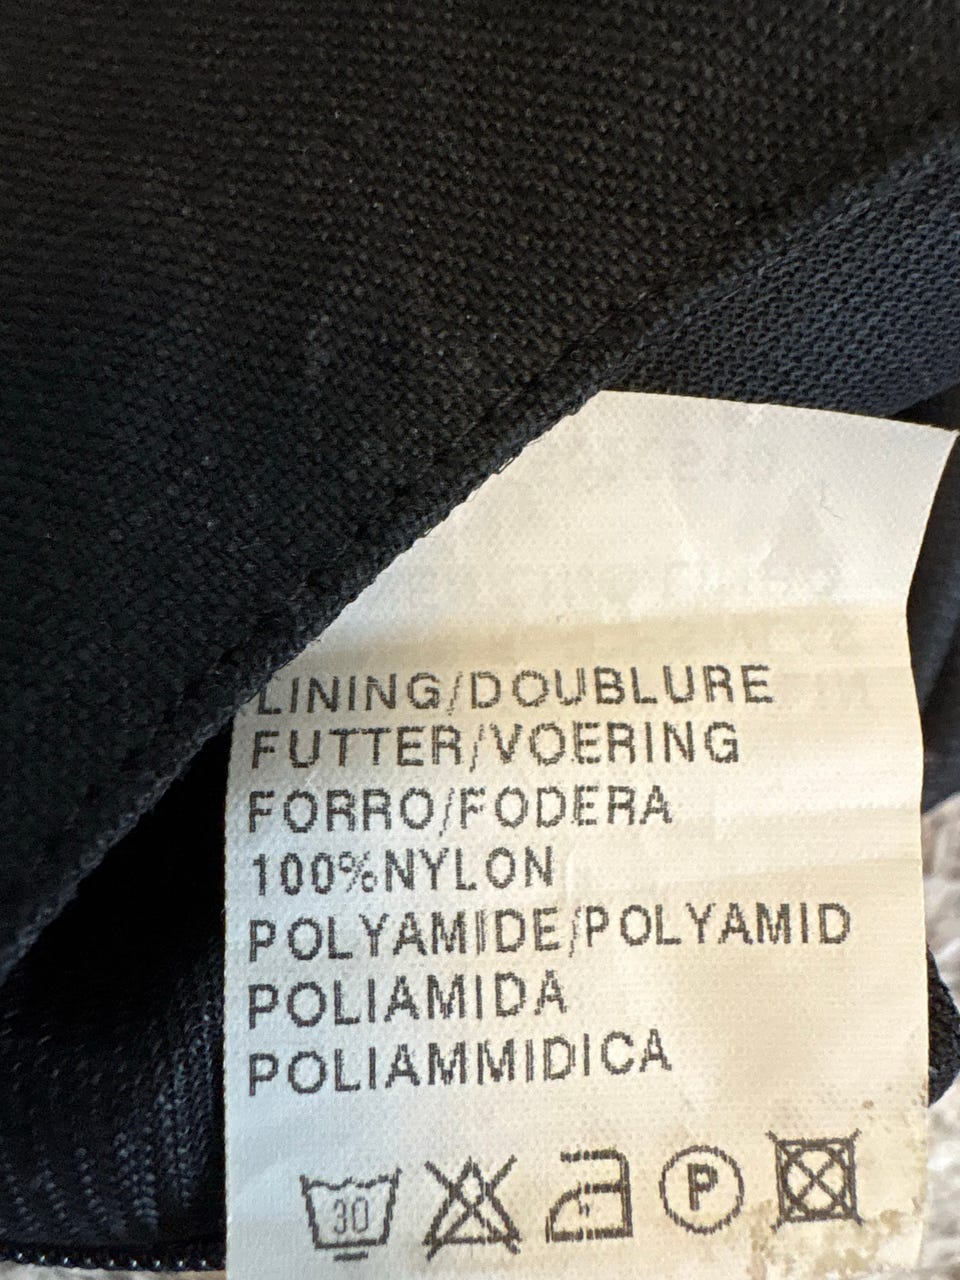 LINING/DOUBLURE
FUTTER/VOERING
FORRO/FODERA
100%NYLON
POLYAMIDE/POLYAMID
POLIAMIDA
POLIAMMIDICA
30 P